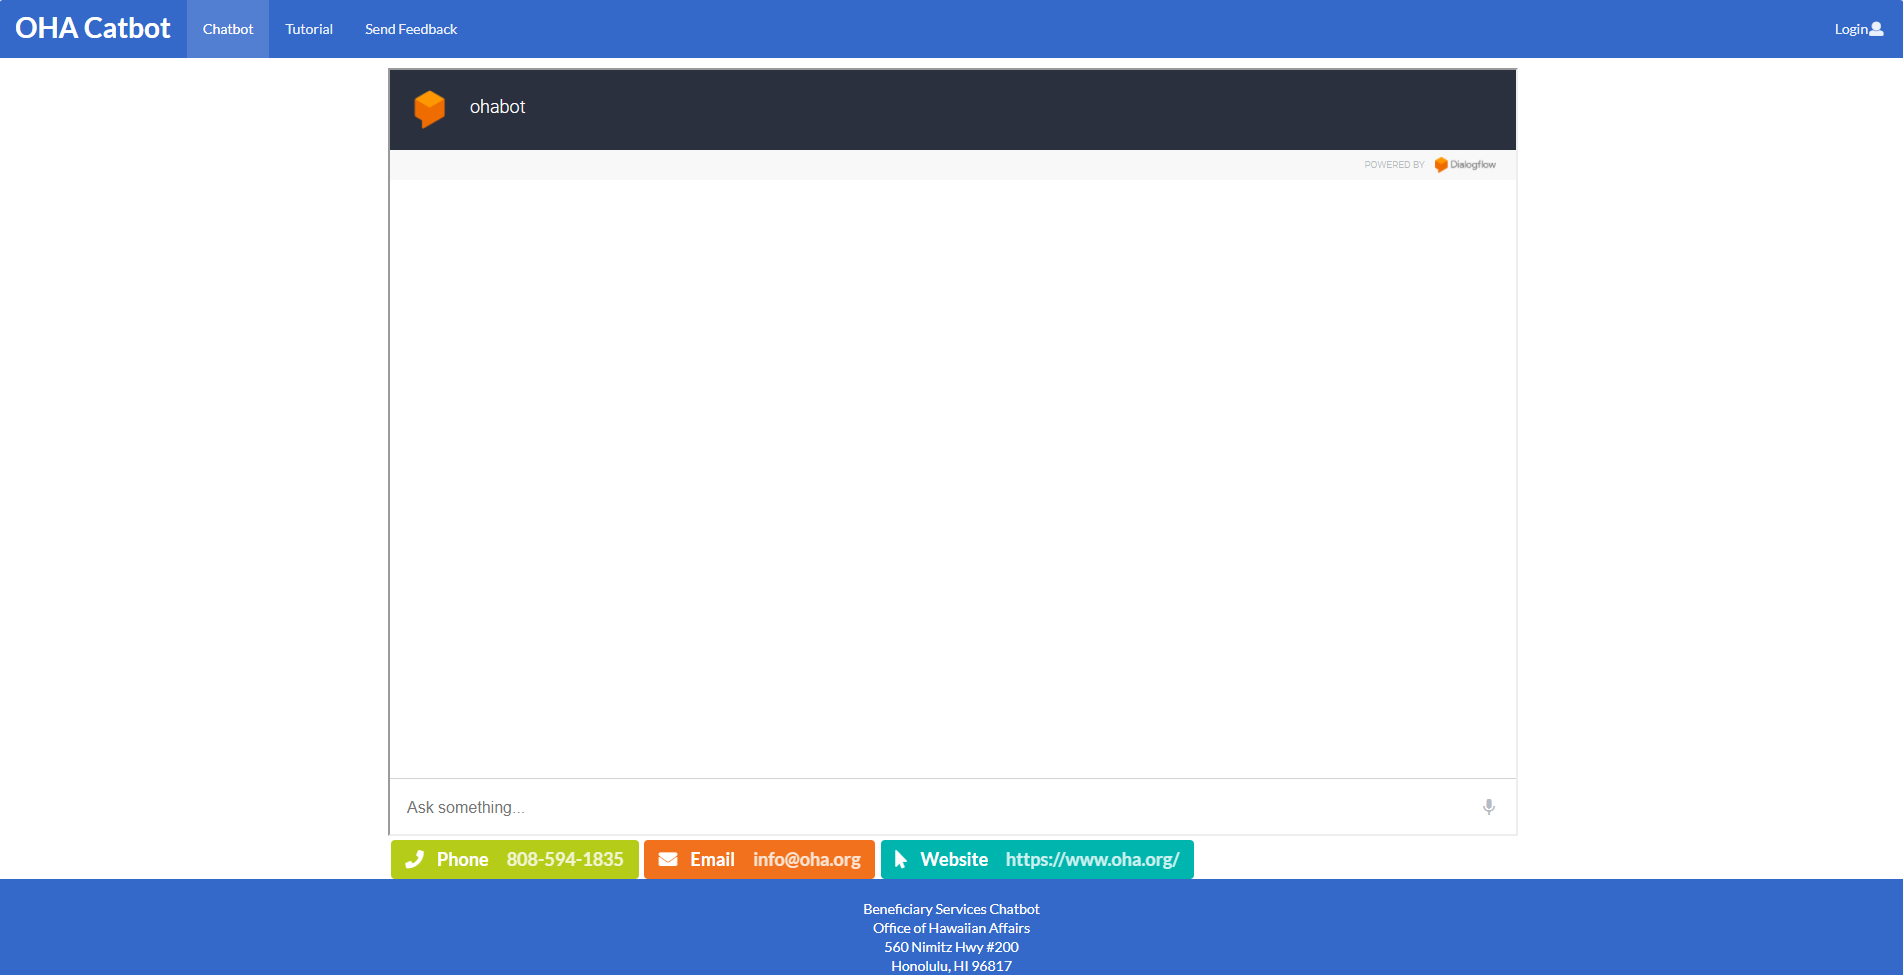 OHA Catbot Chatbot Tutorial Send Feedback Login
ohabot
POWERED BY Dialogflow
Ask something...
Phone 808-594-1835 Email info@oha.org Website https://www.oha.org/
Beneficiary Services Chatbot
Office of Hawaiian Affairs
560 Nimitz Hwy #200
Honolulu, HI 96817